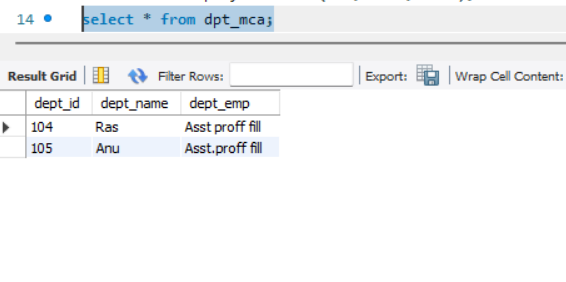 14 select * from dpt_mca;
Result Grid Filter Rows: Export: Wrap Cell Content:
dept_id dept_name dept_emp
104 Ras Asst proff fill
105 Anu Asst.proff fill